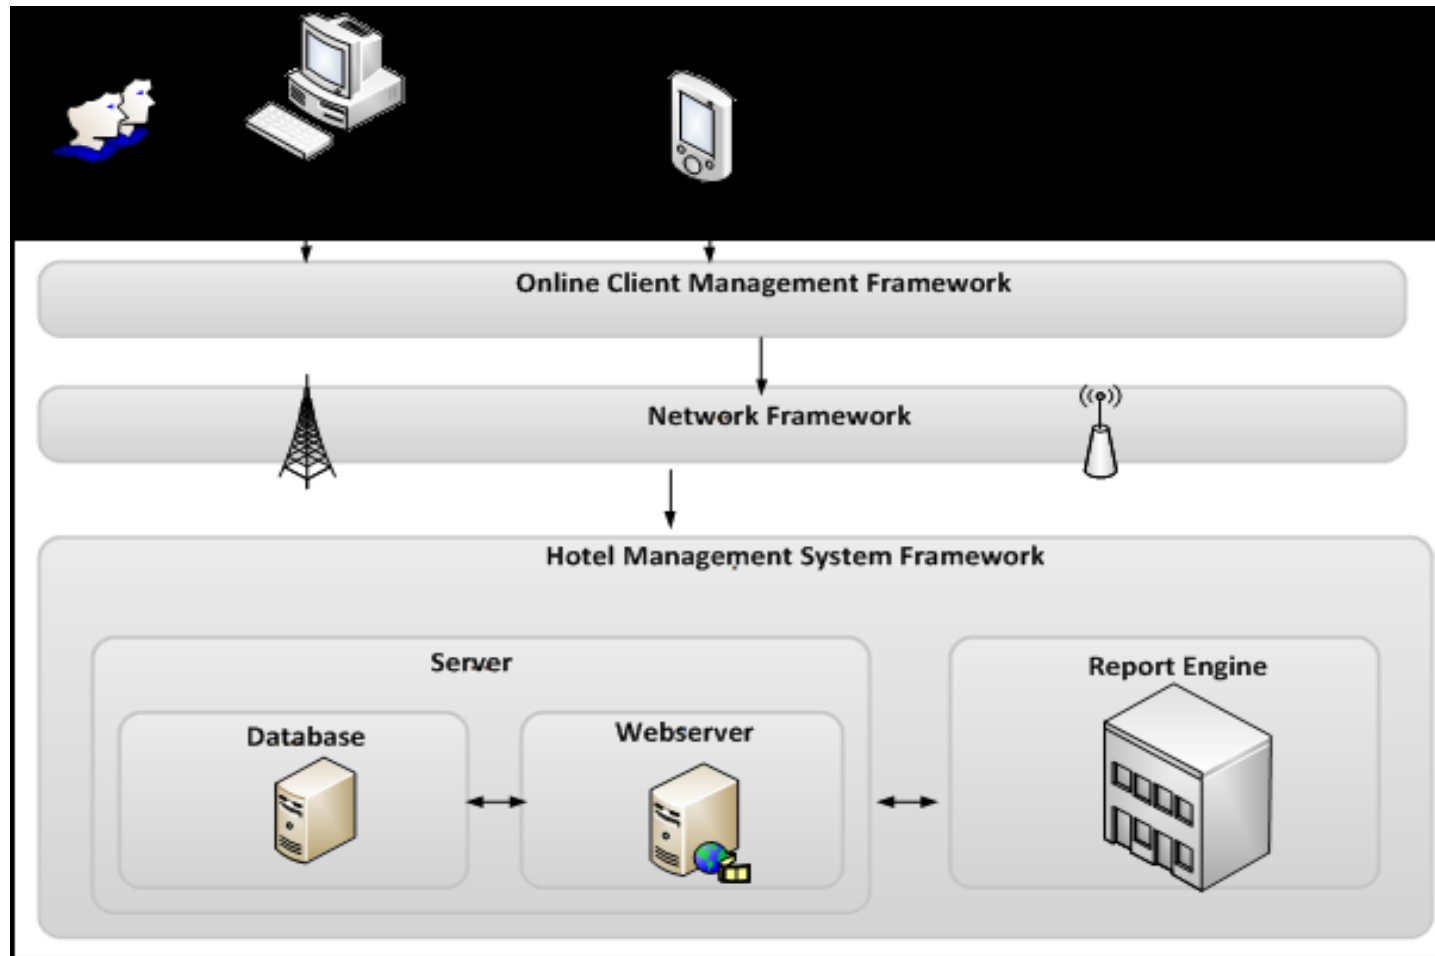 Online Client Management Framework
Network Framework
Hotel Management System Framework
Server
Report Engine
Database
Webserver